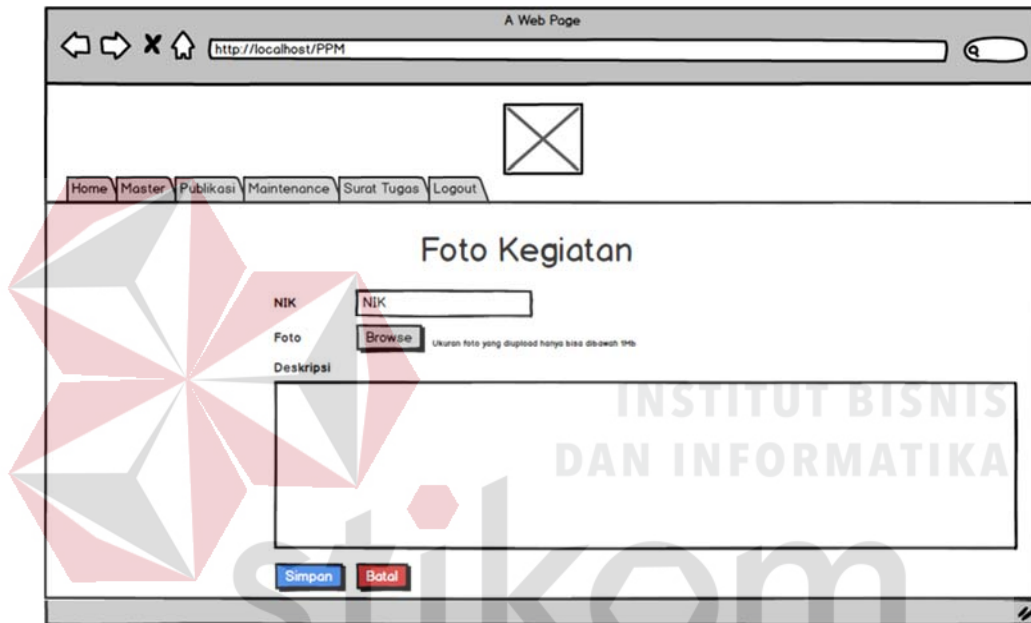 A Web Page
http://localhost/PPM
Home Master Publikasi Maintenance Surat Tugas Logout
Foto Kegiatan
NIK NIK
Foto Browse Ukuran foto yang diupload hanya bisa dibawah 1Mb
Deskripsi
INSTITUT BISNIS
DAN INFORMATIKA
stikom
Simpan Batal